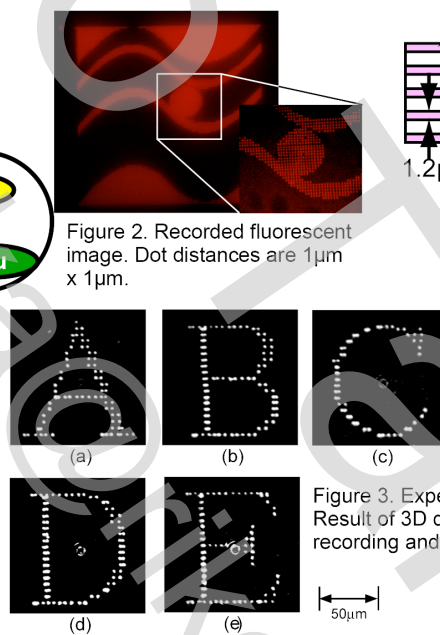 1.2μ
u
Figure 2. Recorded fluorescent
image. Dot distances are 1μm
x 1μm.
A
B
C
(a)
(b)
(c)
D
E
Figure 3. Expe
Result of 3D d
recording and
50μm
(d)
(e)